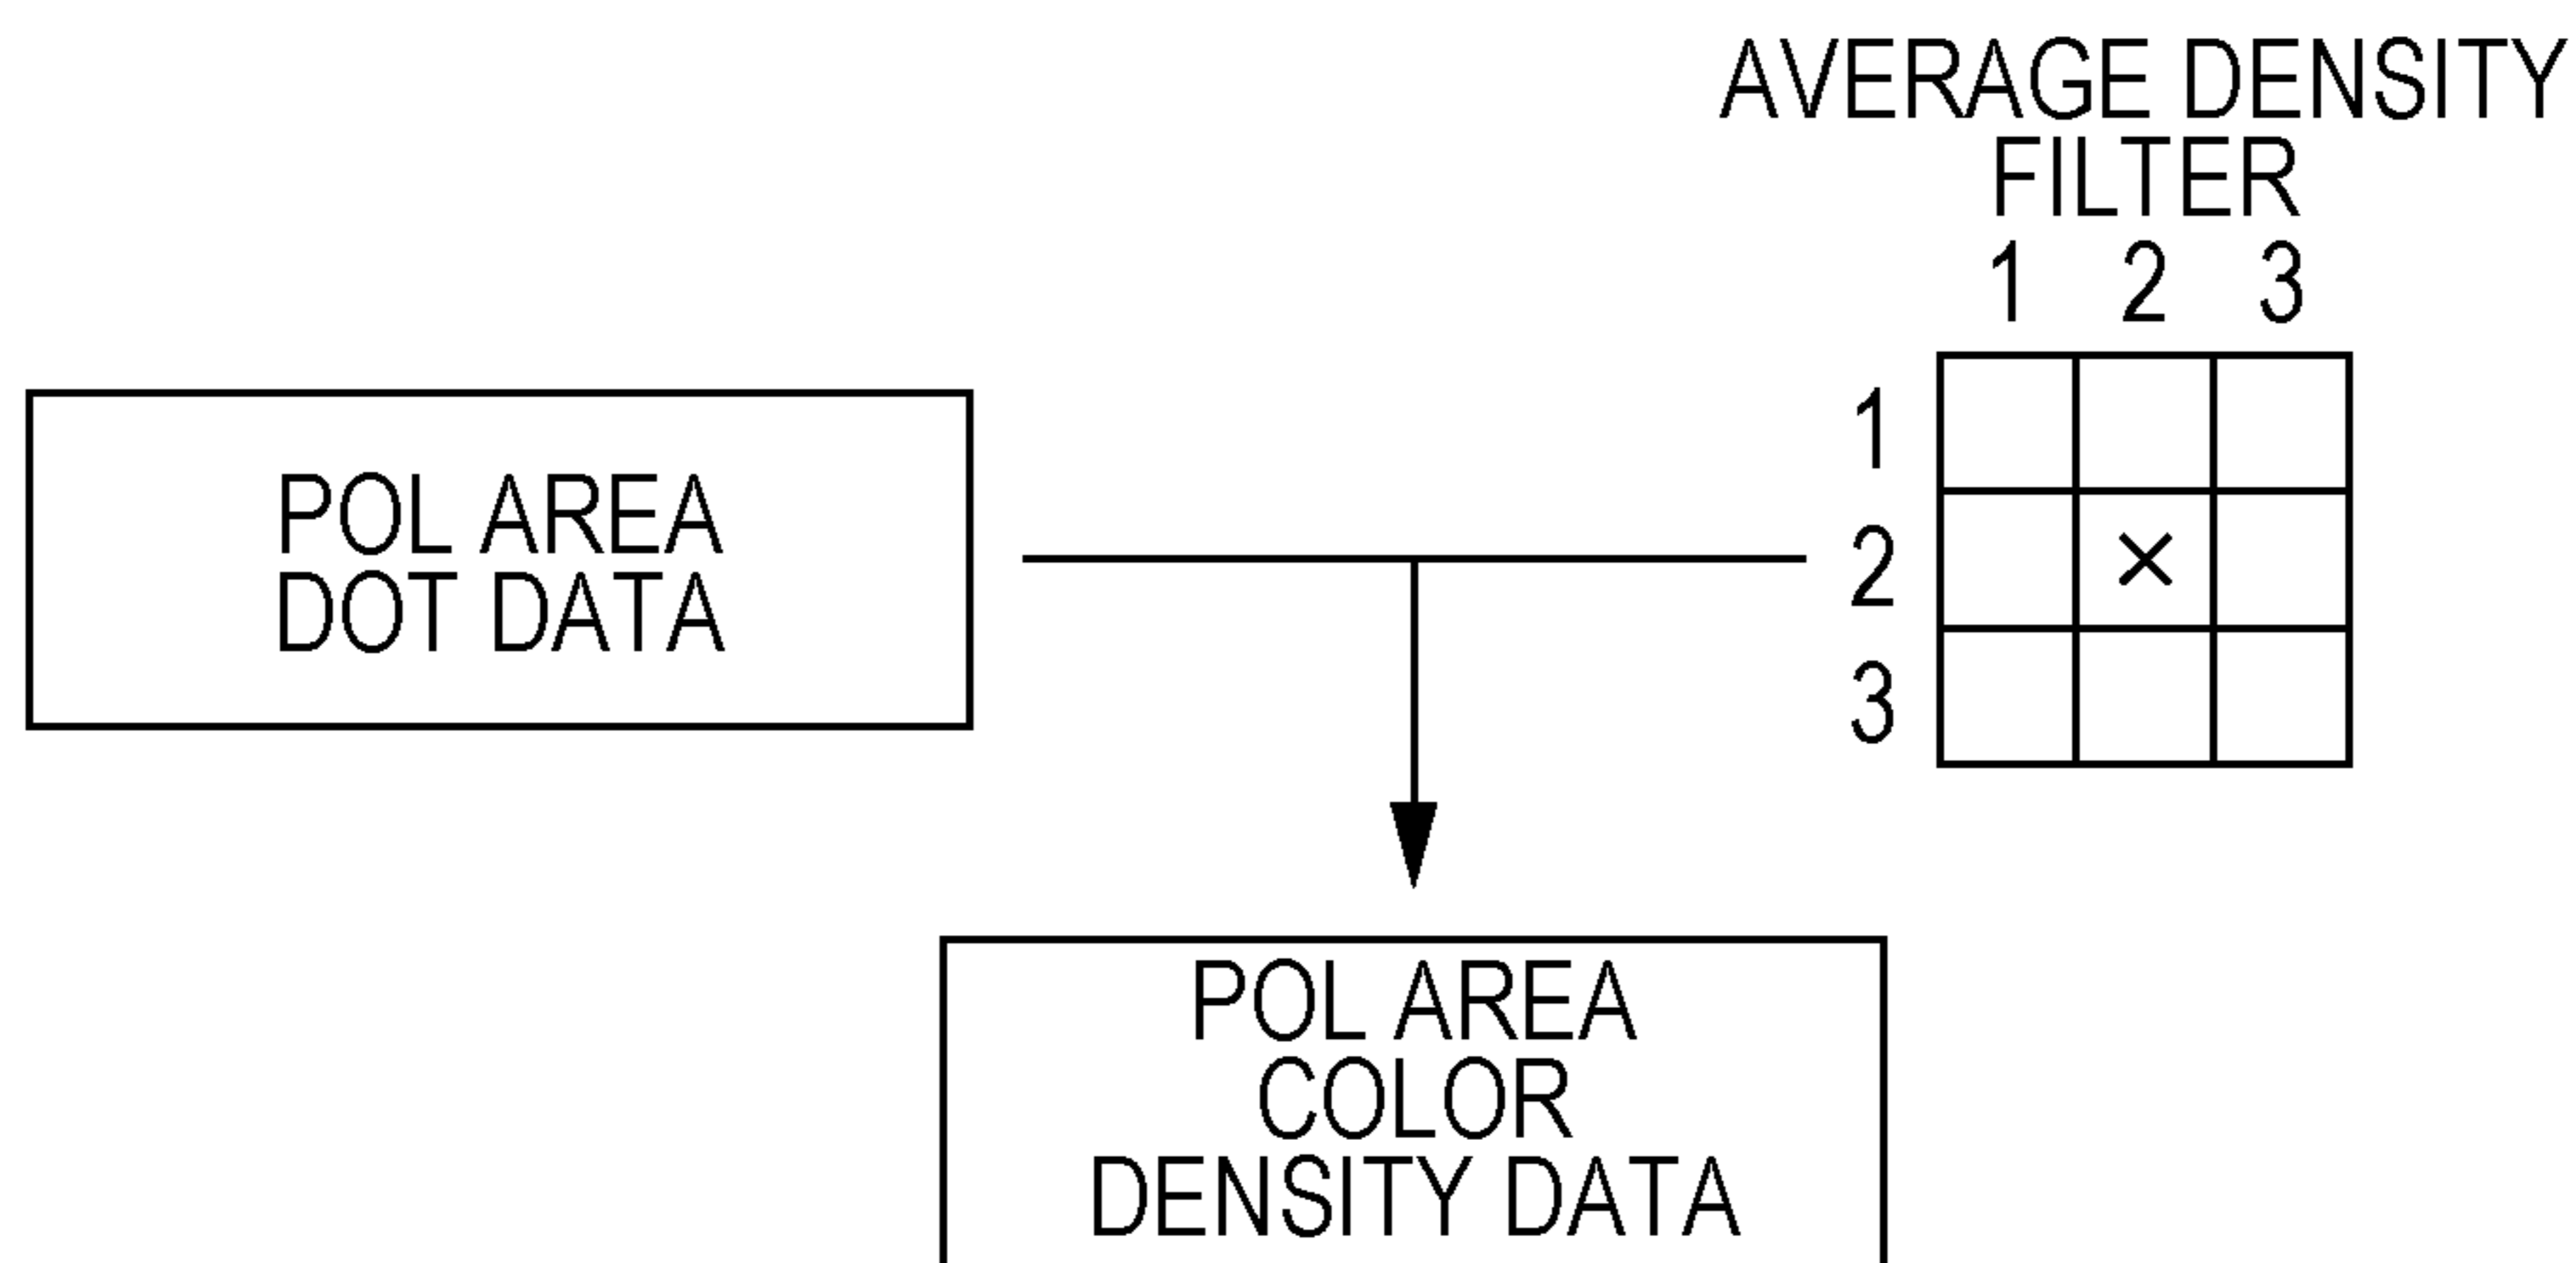 AVERAGE DENSITY
FILTER
1 2 3
1
2 ×
3
POL AREA
DOT DATA
POL AREA
COLOR
DENSITY DATA